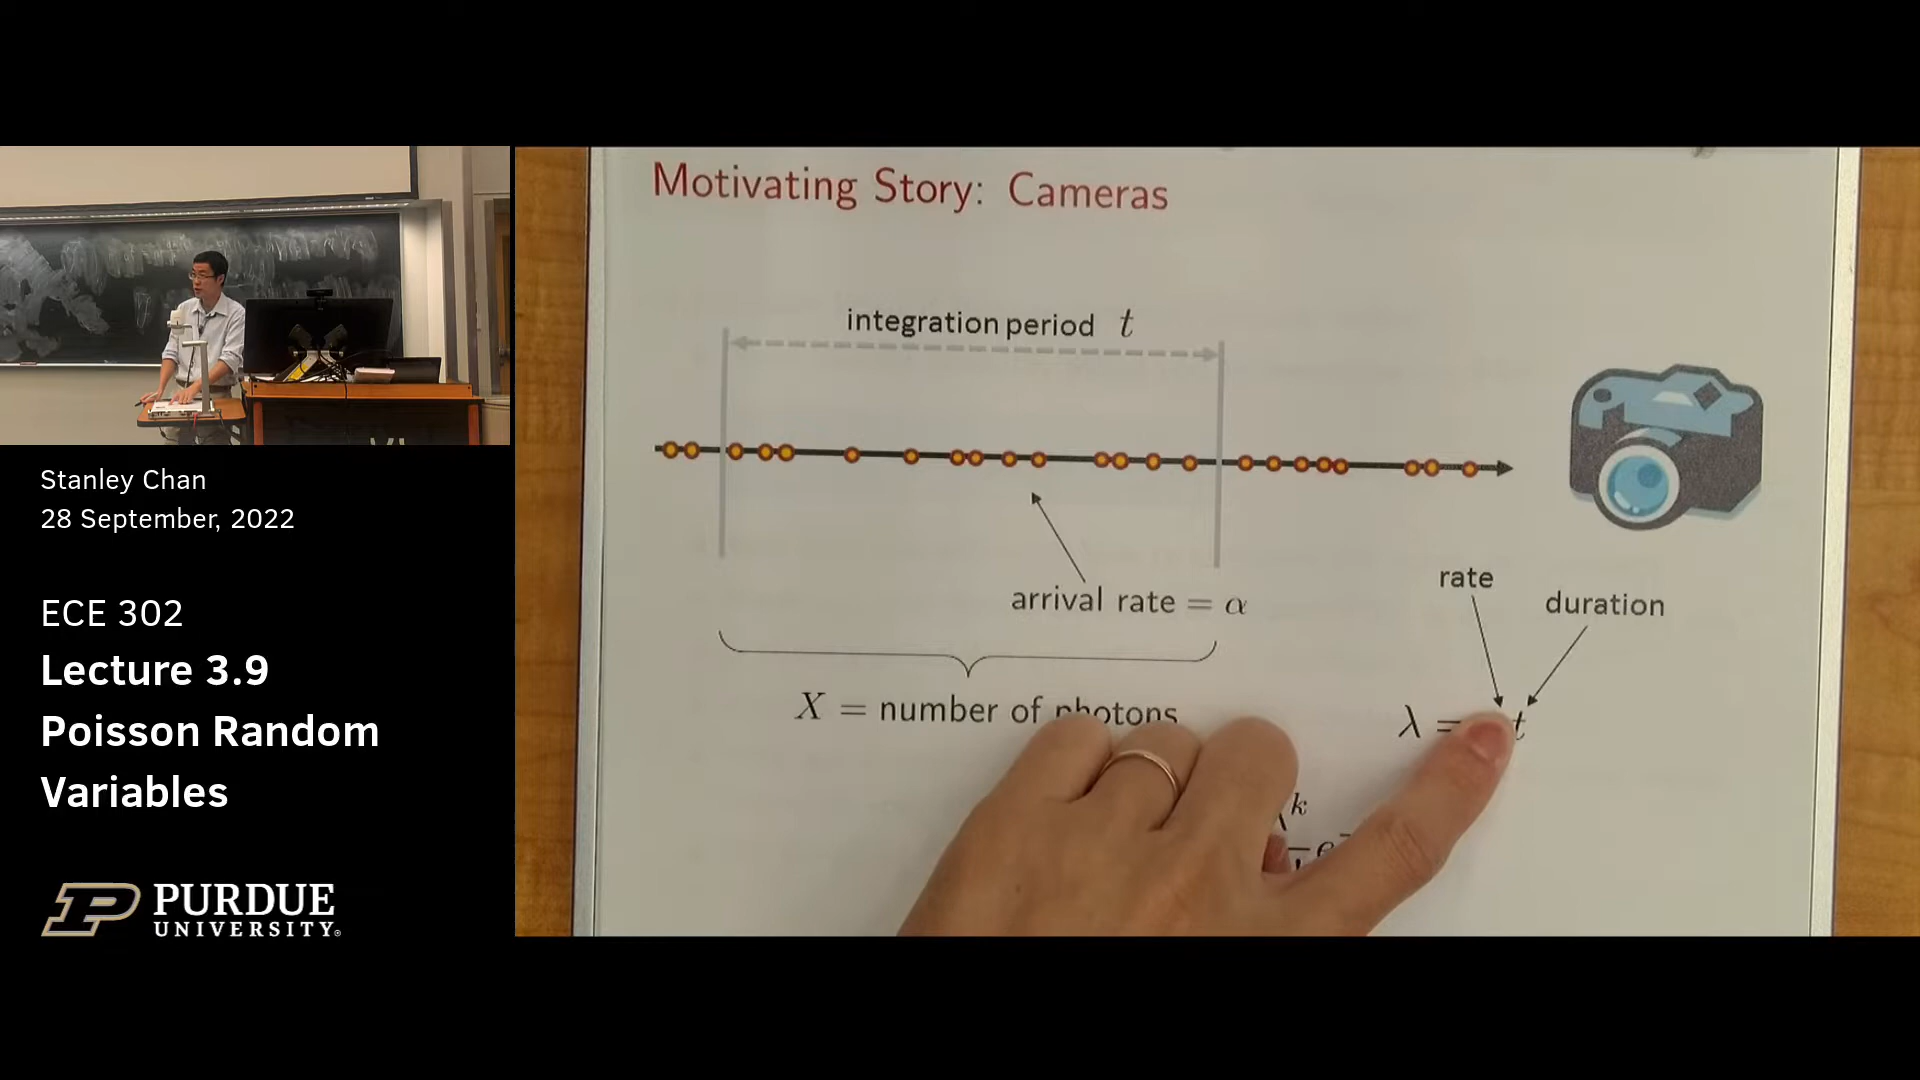 Stanley Chan
28 September, 2022
ECE 302
Lecture 3.9
Poisson Random
Variables
PURDUE
UNIVERSITY®
Motivating Story: Cameras
integration period t
arrival rate = α
rate
duration
X = number of photons
λ = t
k
e